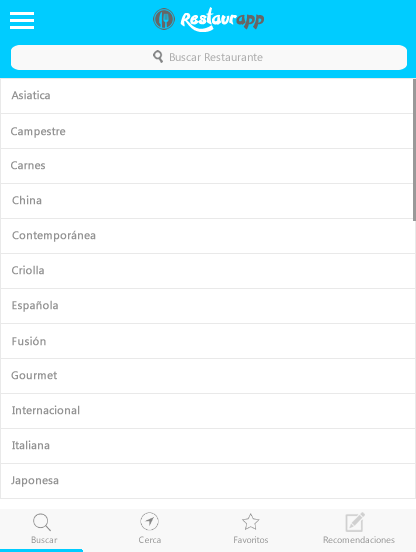 Restaurapp
Buscar Restaurante
Asiatica
Campestre
Carnes
China
Contemporánea
Criolla
Española
Fusión
Gourmet
Internacional
Italiana
Japonesa
Buscar
Cerca
Favoritos
Recomendaciones